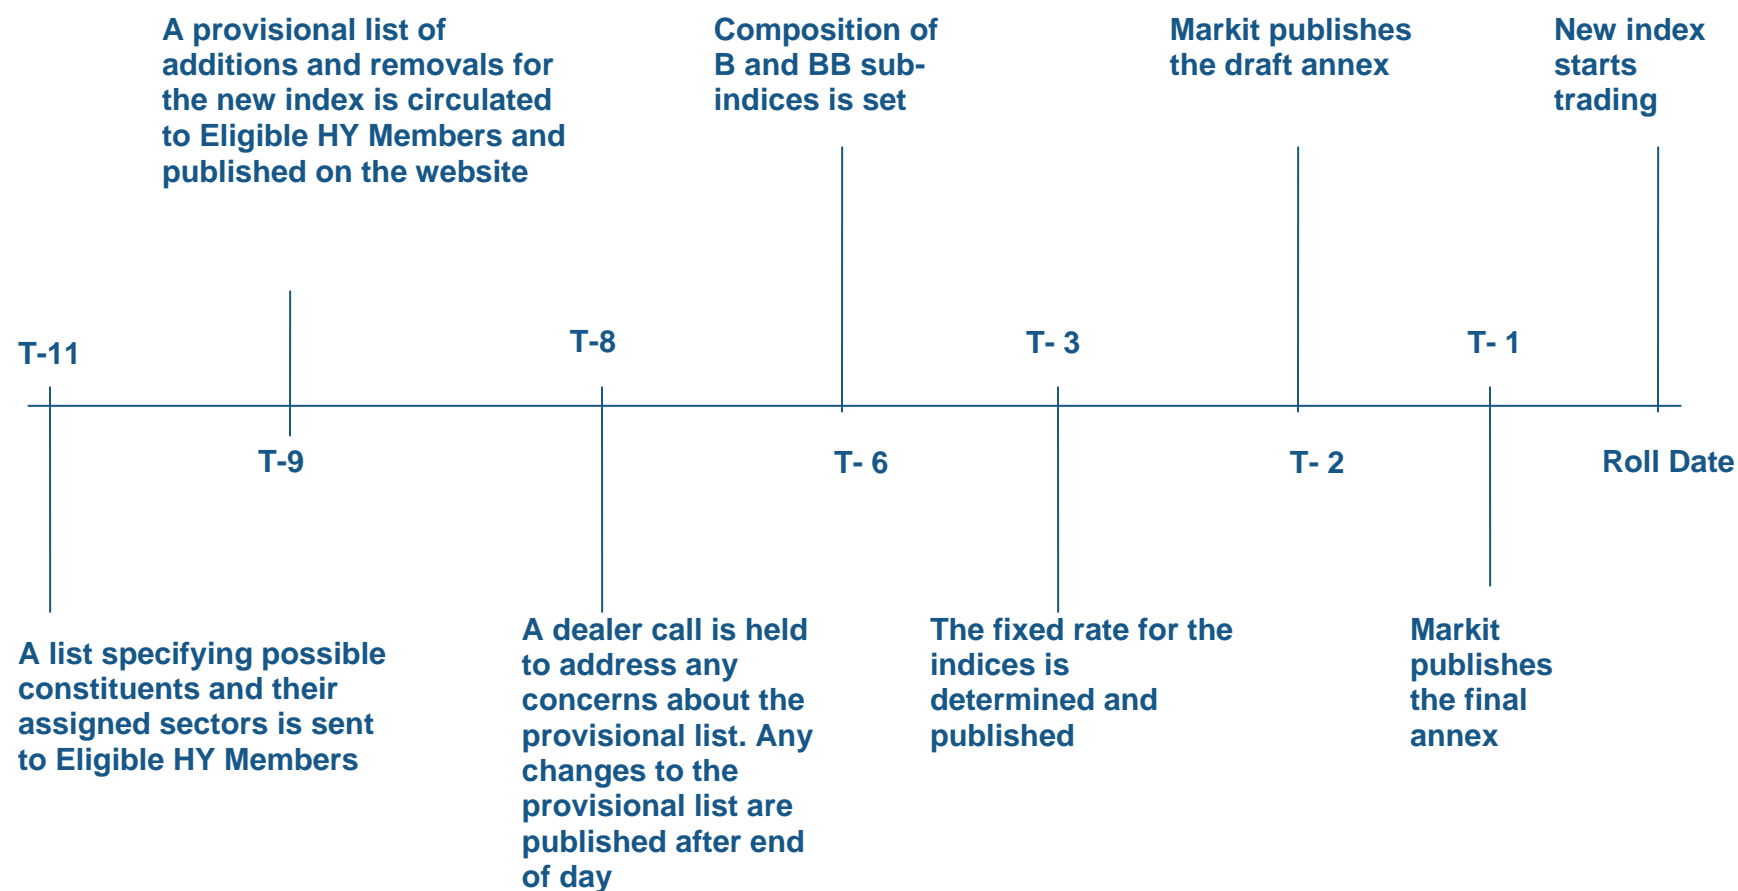 A provisional list of
additions and removals for
the new index is circulated
to Eligible HY Members and
published on the website
Composition of
B and BB sub-
indices is set
Markit publishes
the draft annex
New index
starts
trading
T-11
T-8
T- 3
T- 1
T-9
T- 6
T- 2
Roll Date
A list specifying possible
constituents and their
assigned sectors is sent
to Eligible HY Members
A dealer call is held
to address any
concerns about the
provisional list. Any
changes to the
provisional list are
published after end
of day
The fixed rate for the
indices is
determined and
published
Markit
publishes
the final
annex